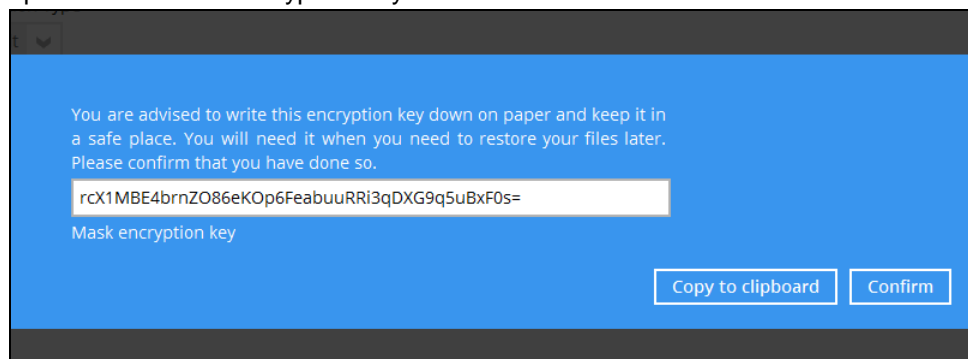 You are advised to write this encryption key down on paper and keep it in
a safe place. You will need it when you need to restore your files later.
Please confirm that you have done so.
rcX1MBE4brnZO86eKOp6FeabuuRRi3qDXG9q5uBxF0s=
Mask encryption key
Copy to clipboard Confirm